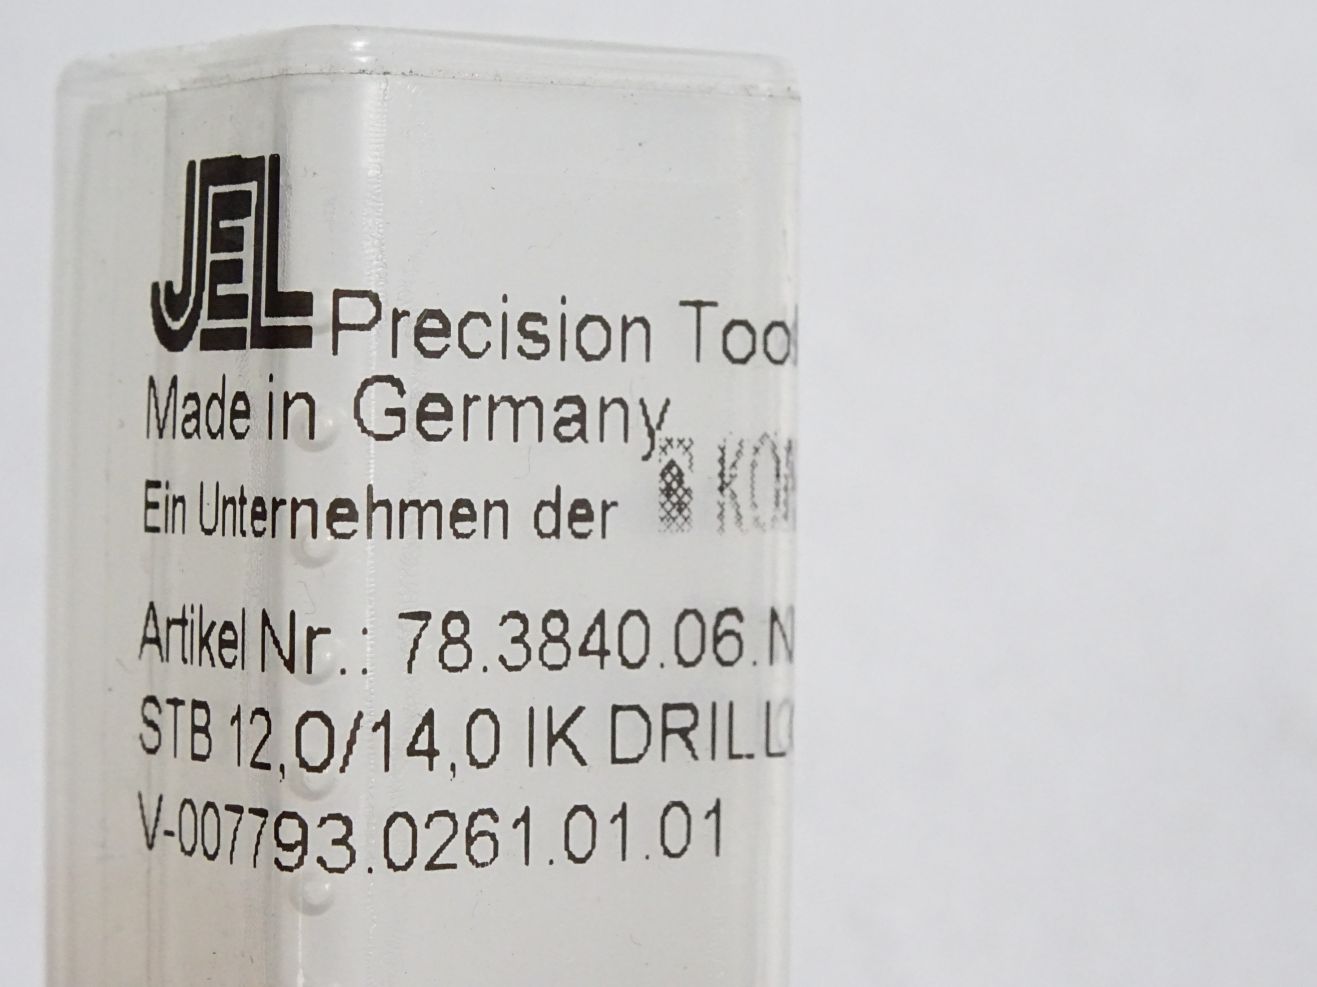 JEL Precision Tool
Made in Germany
Ein Unternehmen der
Artikel Nr.: 78.3840.06.N
STB 12,0/14,0 IK DRILL
V-007793.0261.01.01